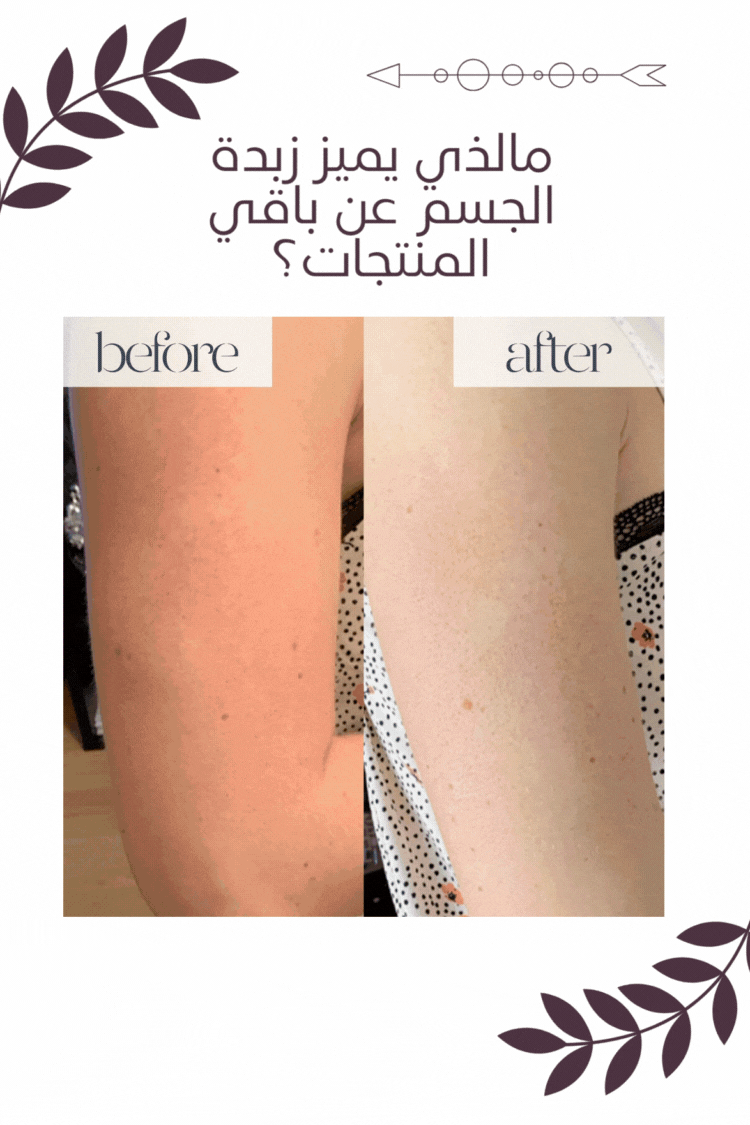 مالذي يميز زبدة
الجسم عن باقي
المنتجات؟
before
after